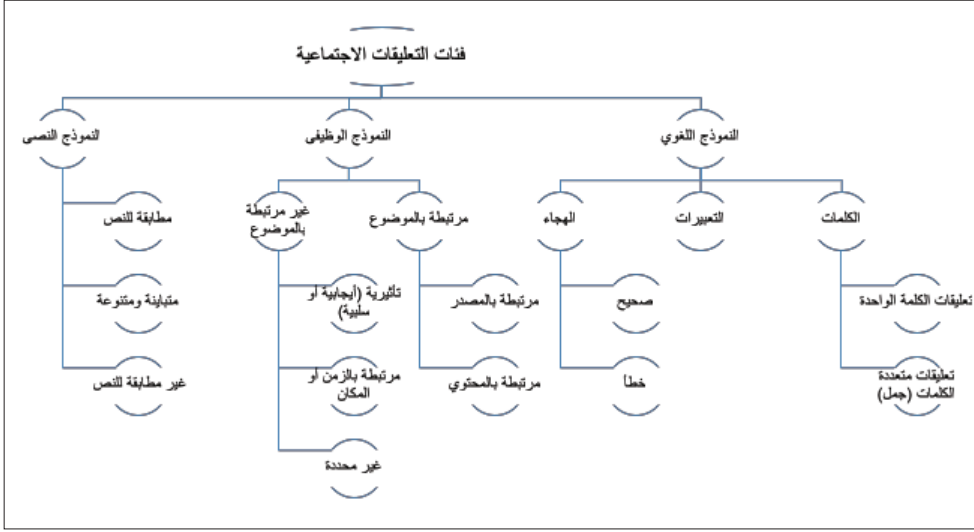 فئات التعليقات الاجتماعية
النموذج اللغوي
النموذج الوظيفى
النموذج النصى
الكلمات
التعبيرات
الهجاء
مرتبطة بالموضوع
غير مرتبطة
بالموضوع
مطابقة للنص
تعليقات الكلمة الواحدة
صحيح
مرتبطة بالمصدر
تأثيرية (أيجابية أو
سلبية)
متباينة ومتنوعة
تعليقات متعددة
الكلمات (جمل)
خطأ
مرتبطة بالمحتوي
مرتبطة بالزمن أو
المكان
غير مطابقة للنص
غير محددة